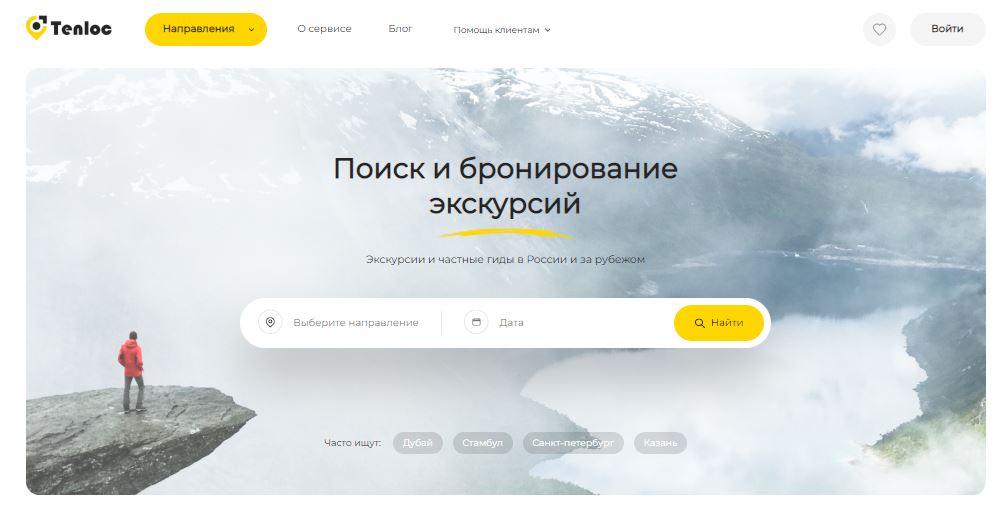 Tenloc
Направления
О сервисе
Блог
Помощь клиентам
Войти
Поиск и бронирование
экскурсий
Экскурсии и частные гиды в России и за рубежом
Выберите направление
Дата
Найти
Часто ищут:
Дубай
Стамбул
Санкт-петербург
Казань